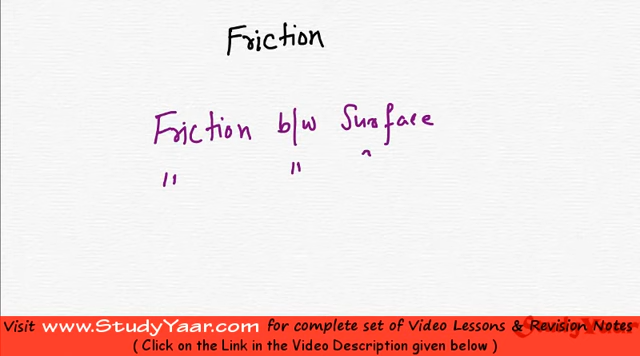 Friction
Friction b/w Surface
" "
Visit www.StudyYaar.com for complete set of Video Lessons & Revision Notes
StudyYaar
( Click on the Link in the Video Description given below )